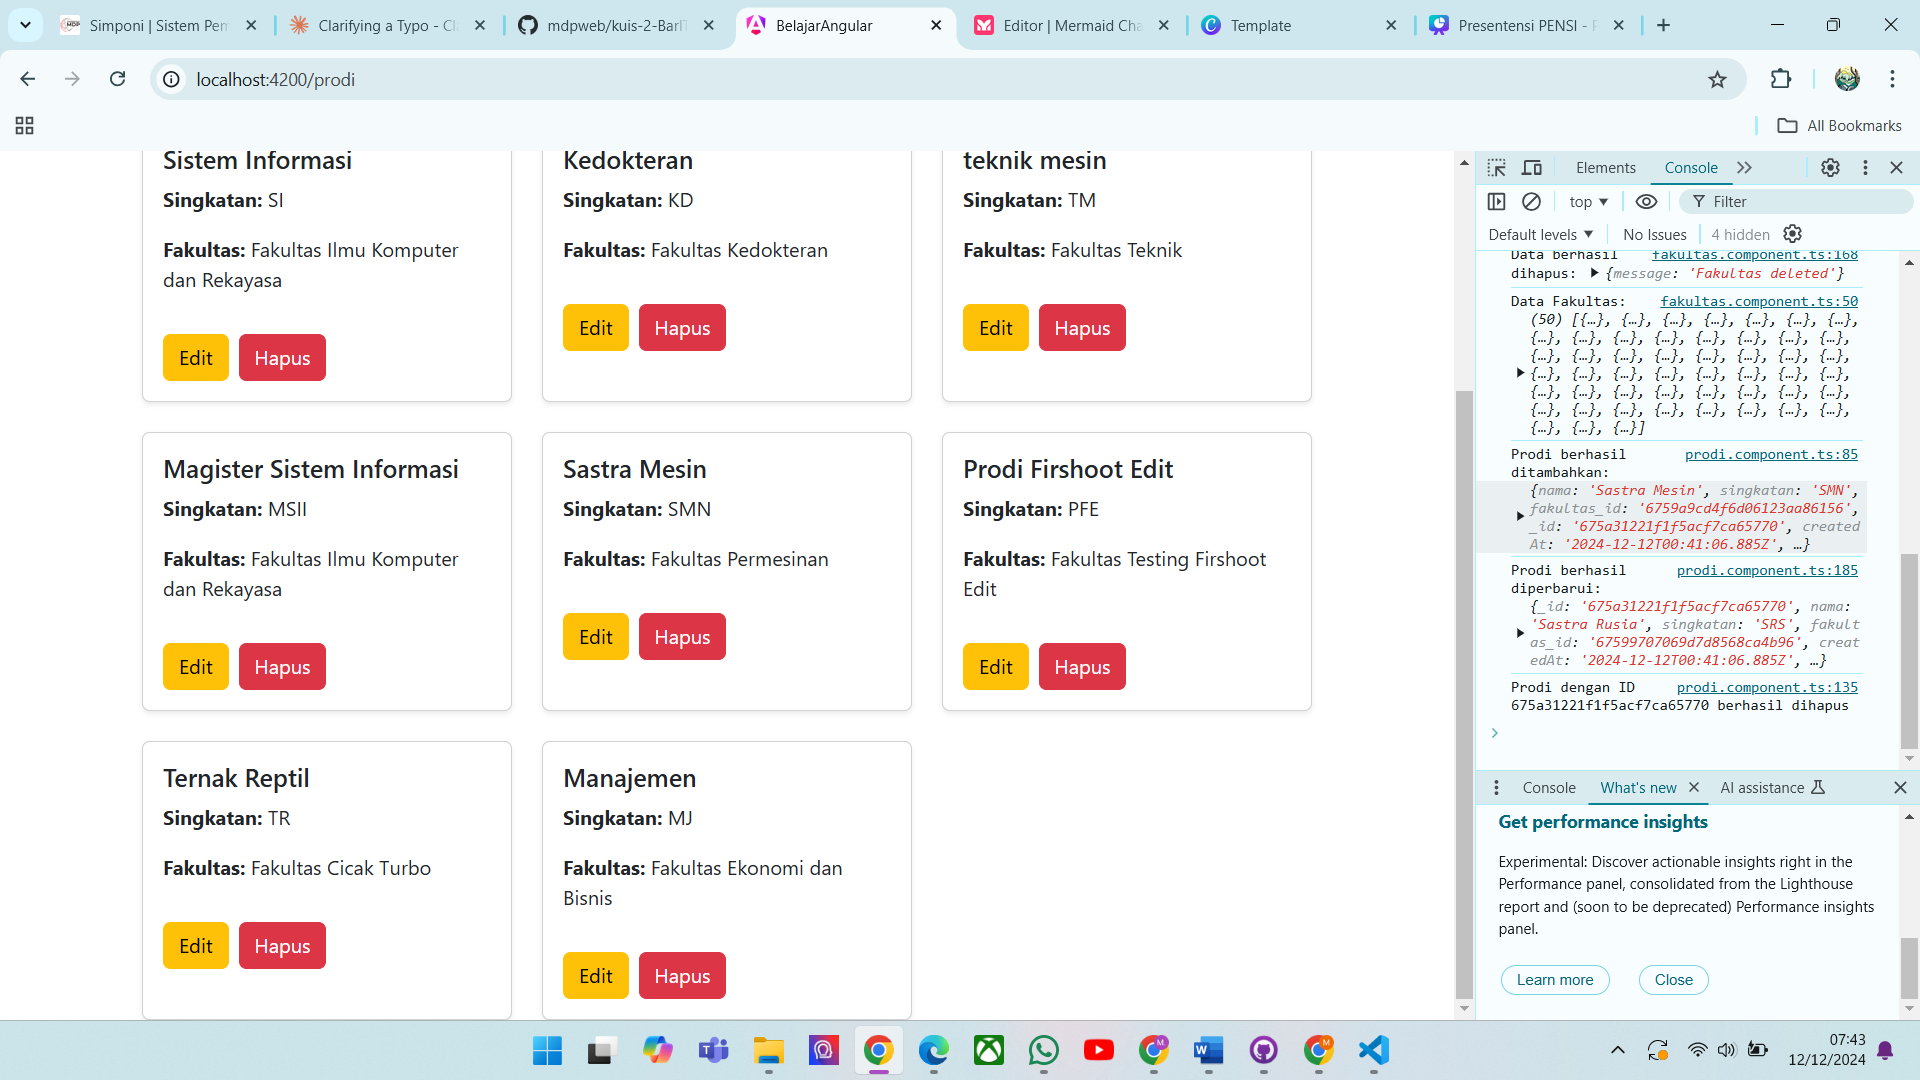 Simponi | Sistem Pem
Clarifying a Typo - Cl
mdpweb/kuis-2-BarIT
BelajarAngular
Editor | Mermaid Cha
Template
Presentensi PENSI - P
localhost:4200/prodi
All Bookmarks
Sistem Informasi
Singkatan: SI
Fakultas: Fakultas Ilmu Komputer
dan Rekayasa
Edit
Hapus
Kedokteran
Singkatan: KD
Fakultas: Fakultas Kedokteran
Edit
Hapus
teknik mesin
Singkatan: TM
Fakultas: Fakultas Teknik
Edit
Hapus
Magister Sistem Informasi
Singkatan: MSII
Fakultas: Fakultas Ilmu Komputer
dan Rekayasa
Edit
Hapus
Sastra Mesin
Singkatan: SMN
Fakultas: Fakultas Permesinan
Edit
Hapus
Prodi Firshoot Edit
Singkatan: PFE
Fakultas: Fakultas Testing Firshoot
Edit
Edit
Hapus
Ternak Reptil
Singkatan: TR
Fakultas: Fakultas Cicak Turbo
Edit
Hapus
Manajemen
Singkatan: MJ
Fakultas: Fakultas Ekonomi dan
Bisnis
Edit
Hapus
Elements
Console
top
Filter
Default levels
No Issues
4 hidden
Data berhasil fakultas.component.ts:168
dihapus: {message: 'Fakultas deleted'}
Data Fakultas: fakultas.component.ts:50
(50) [{…}, {…}, {…}, {…}, {…}, {…}, {…},
{…}, {…}, {…}, {…}, {…}, {…}, {…}, {…},
{…}, {…}, {…}, {…}, {…}, {…}, {…}, {…},
{…}, {…}, {…}, {…}, {…}, {…}, {…}, {…},
{…}, {…}, {…}, {…}, {…}, {…}, {…}, {…},
{…}, {…}, {…}, {…}, {…}, {…}, {…}, {…},
{…}, {…}, {…}]
Prodi berhasil prodi.component.ts:85
ditambahkan:
{nama: 'Sastra Mesin', singkatan: 'SMN',
fakultas_id: '6759a9cd4f6d06123aa86156',
_id: '675a31221f1f5acf7ca65770', created
At: '2024-12-12T00:41:06.885Z', …}
Prodi berhasil prodi.component.ts:185
diperbarui:
{_id: '675a31221f1f5acf7ca65770', nama:
'Sastra Rusia', singkatan: 'SRS', fakult
as_id: '67599707069d7d8568ca4b96', creat
edAt: '2024-12-12T00:41:06.885Z', …}
Prodi dengan ID prodi.component.ts:135
675a31221f1f5acf7ca65770 berhasil dihapus
Console
What's new
AI assistance
Get performance insights
Experimental: Discover actionable insights right in the
Performance panel, consolidated from the Lighthouse
report and (soon to be deprecated) Performance insights
panel.
Learn more
Close
07:43
12/12/2024